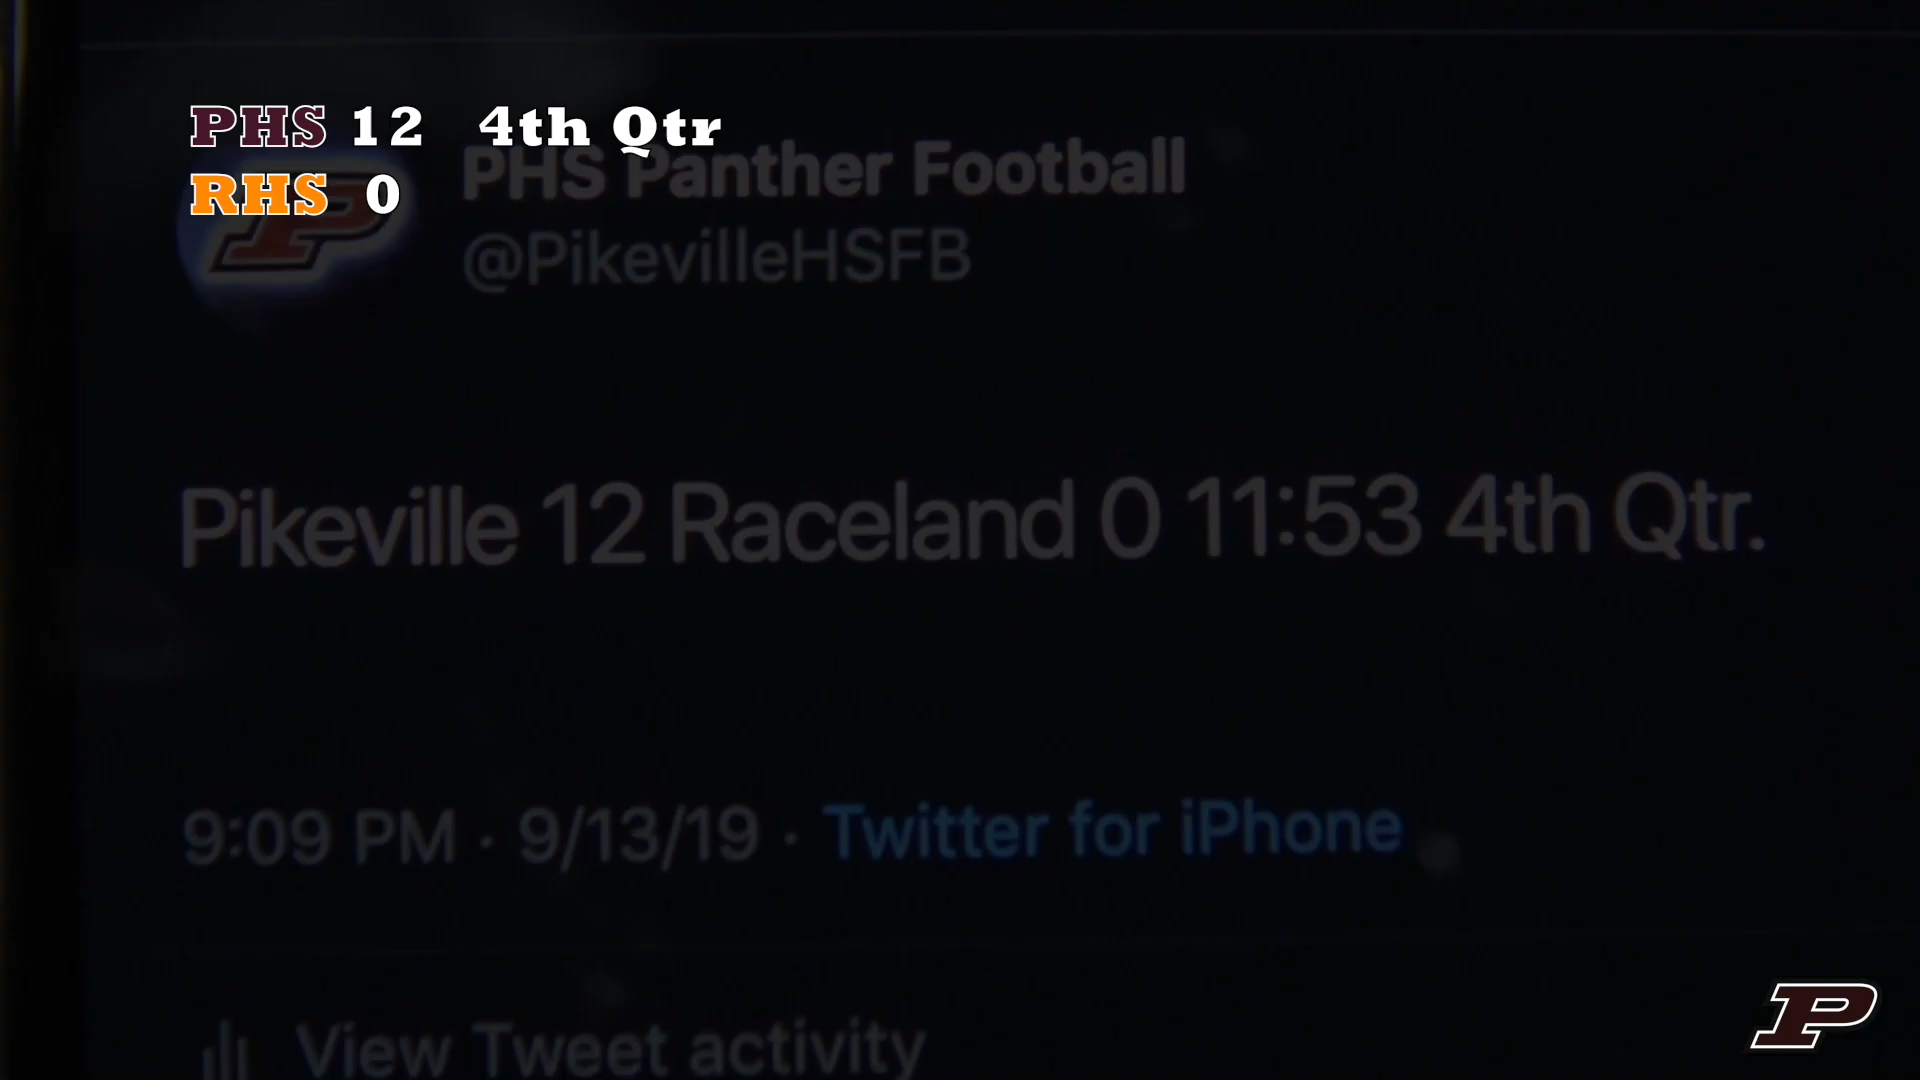 PHS 12 4th Qtr
RHS 0
PHS Panther Football
@PikevilleHSFB
Pikeville 12 Raceland 0 11:53 4th Qtr.
9:09 PM · 9/13/19 · Twitter for iPhone
View Tweet activity
P